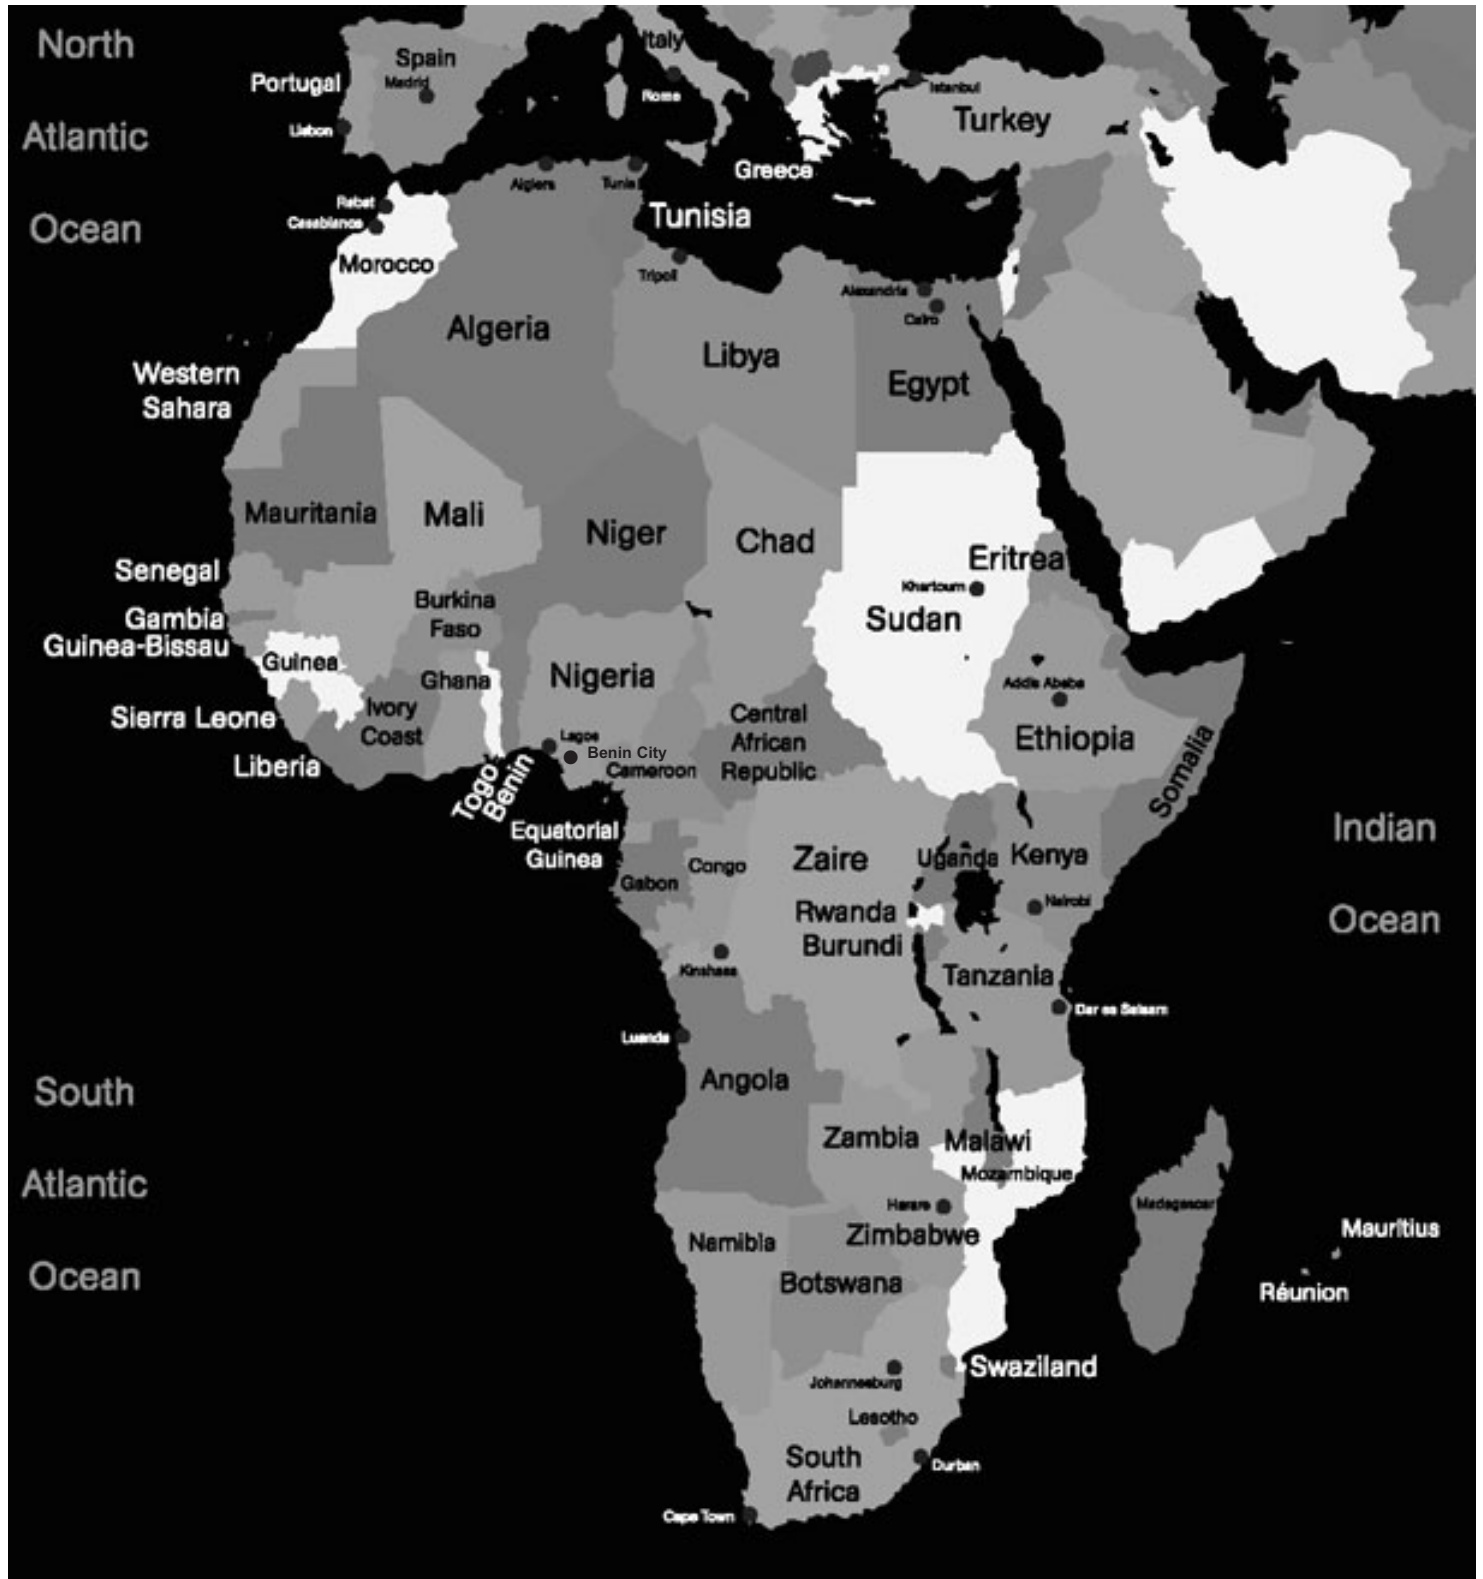 North
Atlantic
Ocean
Portugal
Spain
Madrid
Lisbon
Italy
Rome
Greece
Istanbul
Turkey
Rabat
Casablanca
Morocco
Algiers
Tunis
Tunisia
Tripoli
Alexandria
Cairo
Algeria
Libya
Egypt
Western
Sahara
Mauritania
Mali
Niger
Chad
Eritrea
Khartoum
Sudan
Senegal
Gambia
Guinea-Bissau
Guinea
Sierra Leone
Liberia
Burkina
Faso
Ghana
Ivory
Coast
Togo
Benin
Nigeria
Lagos
Benin City
Cameroon
Central
African
Republic
Addis Ababa
Ethiopia
Somalia
Equatorial
Guinea
Gabon
Congo
Zaire
Uganda
Kenya
Nairobi
Rwanda
Burundi
Kinshasa
Tanzania
Dar es Salaam
Indian
Ocean
Luanda
Angola
Zambia
Malawi
Mozambique
Harare
Zimbabwe
Namibia
Botswana
Madagascar
Mauritius
Réunion
South
Atlantic
Ocean
Johannesburg
Swaziland
Lesotho
South
Africa
Durban
Cape Town